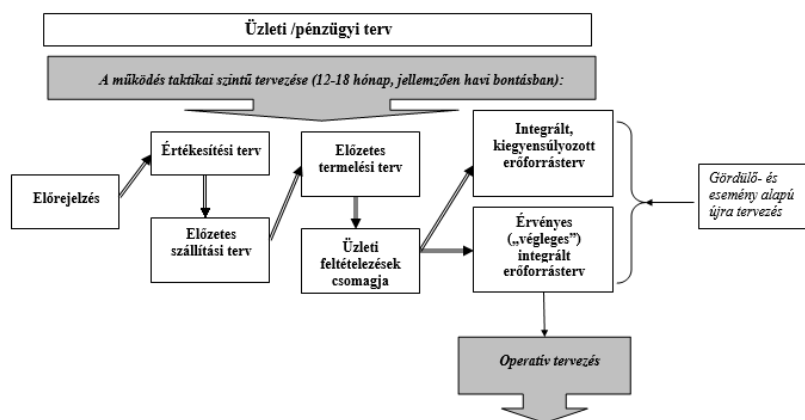 Üzleti /pénzügyi terv
A működés taktikai szintű tervezése (12-18 hónap, jellemzően havi bontásban):
Előrejelzés
Értékesítési terv
Előzetes
szállítási terv
Előzetes
termelési terv
Üzleti
feltételezések
csomagja
Integrált,
kiegyensúlyozott
erőforrásterv
Érvényes
(„végleges”)
integrált
erőforrásterv
Gördülő- és
esemény alapú
újra tervezés
Operatív tervezés